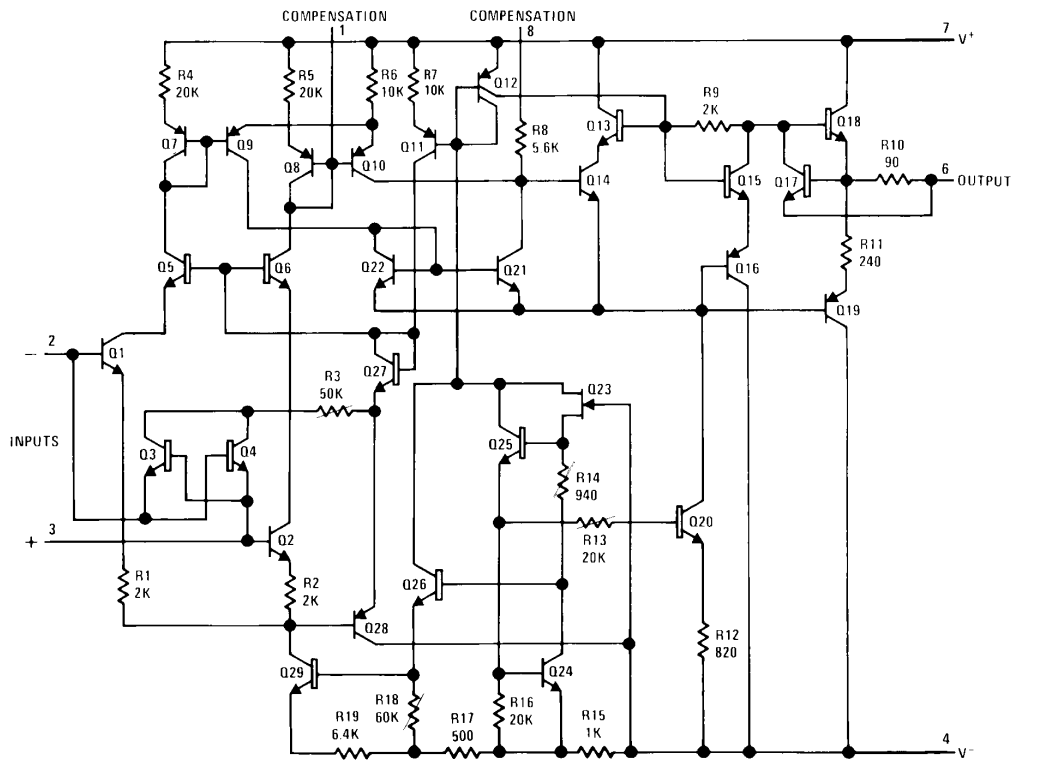 COMPENSATION COMPENSATION
1 8
7 V+
R4 20K
R5 20K
R6 10K
R7 10K
Q12
R9 2K
Q7
Q9
Q8
Q10
Q11
R8 5.6K
Q13
Q18
R10 90
Q14
Q15
Q17
6 OUTPUT
Q5
Q6
Q22
Q21
Q16
R11 240
Q19
2
−
Q1
Q27
R3 50K
Q23
INPUTS
Q3
Q4
Q25
R14 940
3
+
Q2
R13 20K
Q20
R1 2K
R2 2K
Q26
Q28
R12 820
Q29
Q24
R18 60K
R16 20K
R19 6.4K
R17 500
R15 1K
4 V−